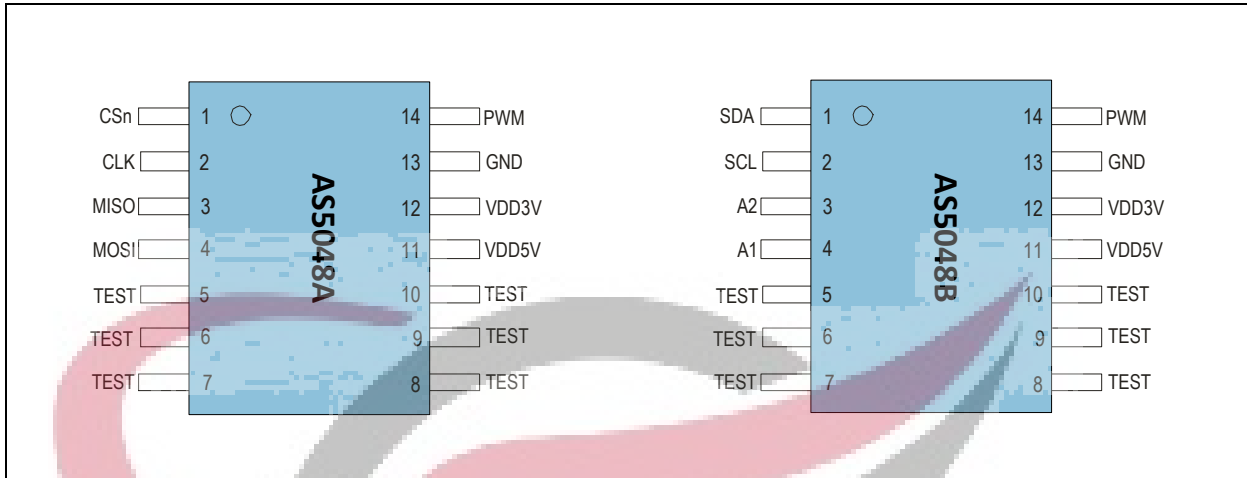 CSn 1 14 PWM
CLK 2 13 GND
MISO 3 12 VDD3V
MOSI 4 11 VDD5V
TEST 5 10 TEST
TEST 6 9 TEST
TEST 7 8 TEST
AS5048A
SDA 1 14 PWM
SCL 2 13 GND
A2 3 12 VDD3V
A1 4 11 VDD5V
TEST 5 10 TEST
TEST 6 9 TEST
TEST 7 8 TEST
AS5048B